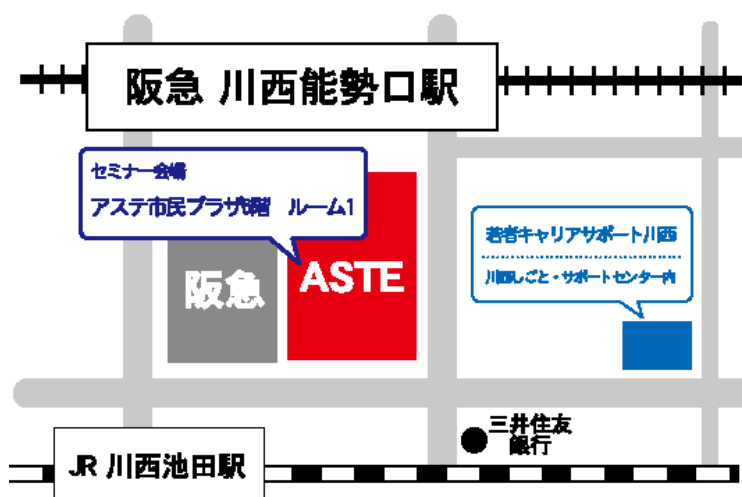 阪急 川西能勢口駅
セミナー会場
アステ市民プラザ6階 ルーム1
若者キャリアサポート川西
川西しごと・サポートセンター内
阪急
ASTE
三井住友
銀行
JR 川西池田駅